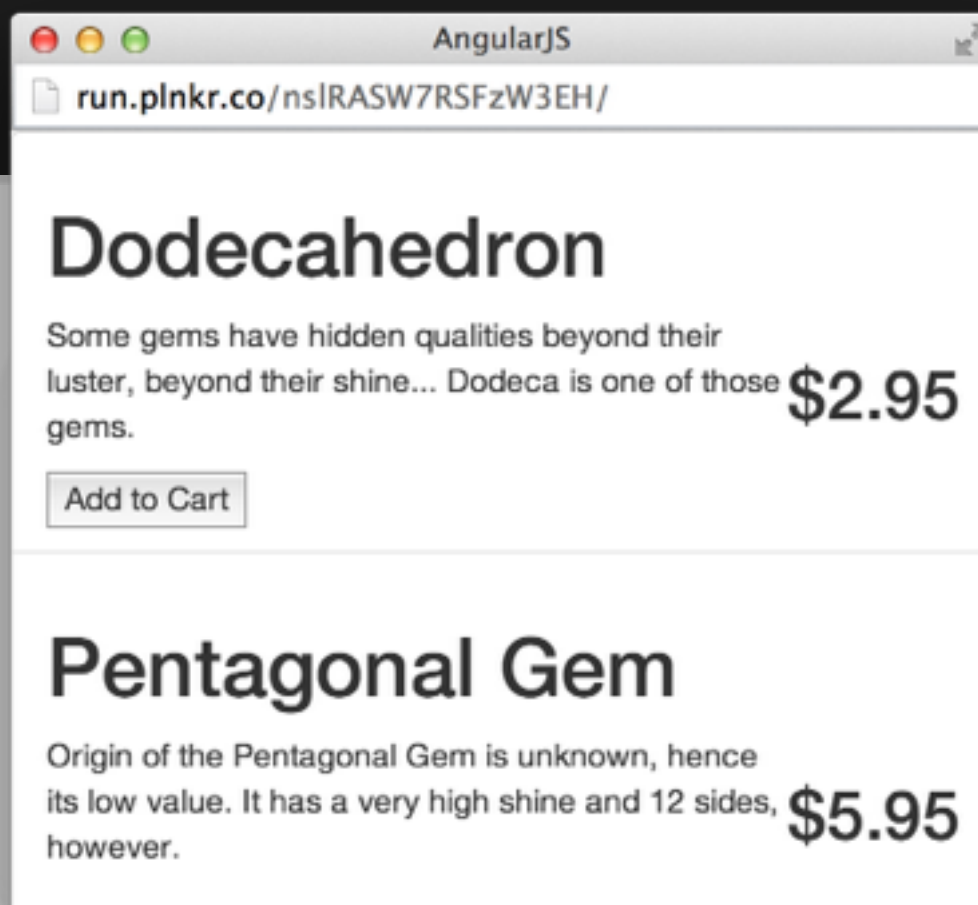 AngularJS
run.plnkr.co/nslRASW7RSFzW3EH/
Dodecahedron
Some gems have hidden qualities beyond their
luster, beyond their shine... Dodeca is one of those
gems.
$2.95
Add to Cart
Pentagonal Gem
Origin of the Pentagonal Gem is unknown, hence
its low value. It has a very high shine and 12 sides,
however.
$5.95